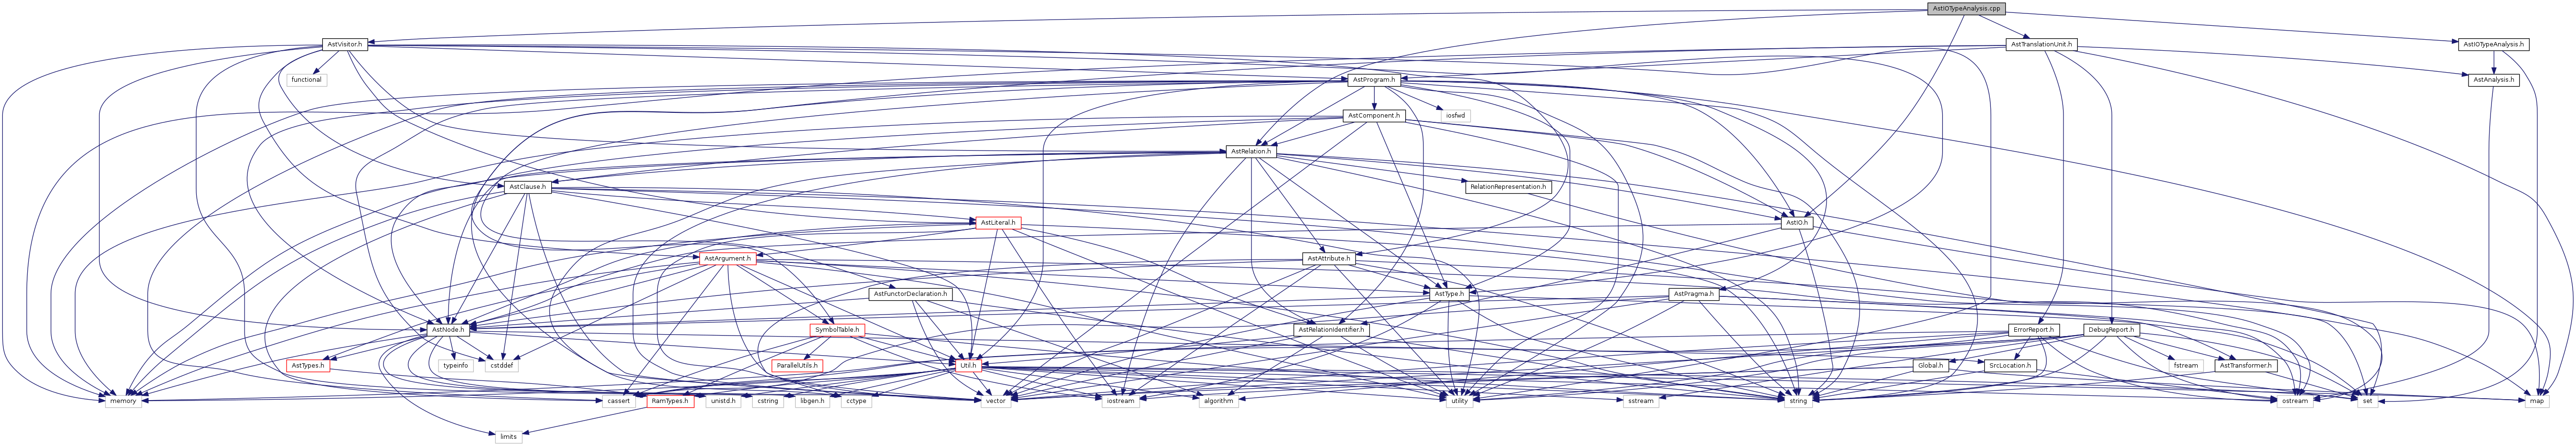 AstIOTypeAnalysis.cpp
AstVisitor.h
AstTranslationUnit.h
AstIOTypeAnalysis.h
functional
AstProgram.h
AstAnalysis.h
AstComponent.h
iosfwd
AstRelation.h
AstClause.h
RelationRepresentation.h
AstLiteral.h
AstIO.h
AstArgument.h
AstAttribute.h
AstFunctorDeclaration.h
AstType.h
AstPragma.h
AstNode.h
SymbolTable.h
AstRelationIdentifier.h
ErrorReport.h
DebugReport.h
AstTypes.h
typeinfo
cstddef
ParallelUtils.h
Util.h
Global.h
SrcLocation.h
fstream
AstTransformer.h
memory
cassert
RamTypes.h
unistd.h
cstring
libgen.h
cctype
vector
iostream
algorithm
utility
sstream
string
ostream
set
map
limits